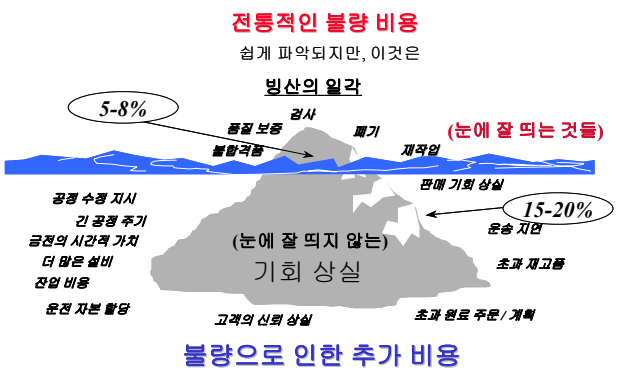 전통적인 불량 비용
쉽게 파악되지만, 이것은
빙산의 일각
5-8%
검사
품질 보증
폐기
(눈에 잘 띄는 것들)
불합격품
재작업
판매 기회 상실
공정 수정 지시
15-20%
긴 공정 주기
운송 지연
금전의 시간적 가치
(눈에 잘 띄지 않는)
더 많은 설비
기회 상실
초과 재고품
잔업 비용
운전 자본 할당
고객의 신뢰 상실
초과 원료 주문 / 계획
불량으로 인한 추가 비용